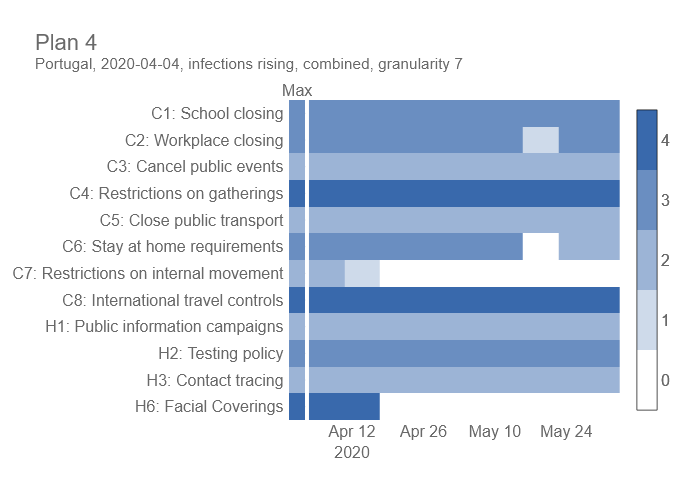 Plan 4
Portugal, 2020-04-04, infections rising, combined, granularity 7
Max
C1: School closing
C2: Workplace closing
C3: Cancel public events
C4: Restrictions on gatherings
C5: Close public transport
C6: Stay at home requirements
C7: Restrictions on internal movement
C8: International travel controls
H1: Public information campaigns
H2: Testing policy
H3: Contact tracing
H6: Facial Coverings
Apr 12 Apr 26 May 10 May 24
2020
4
3
2
1
0